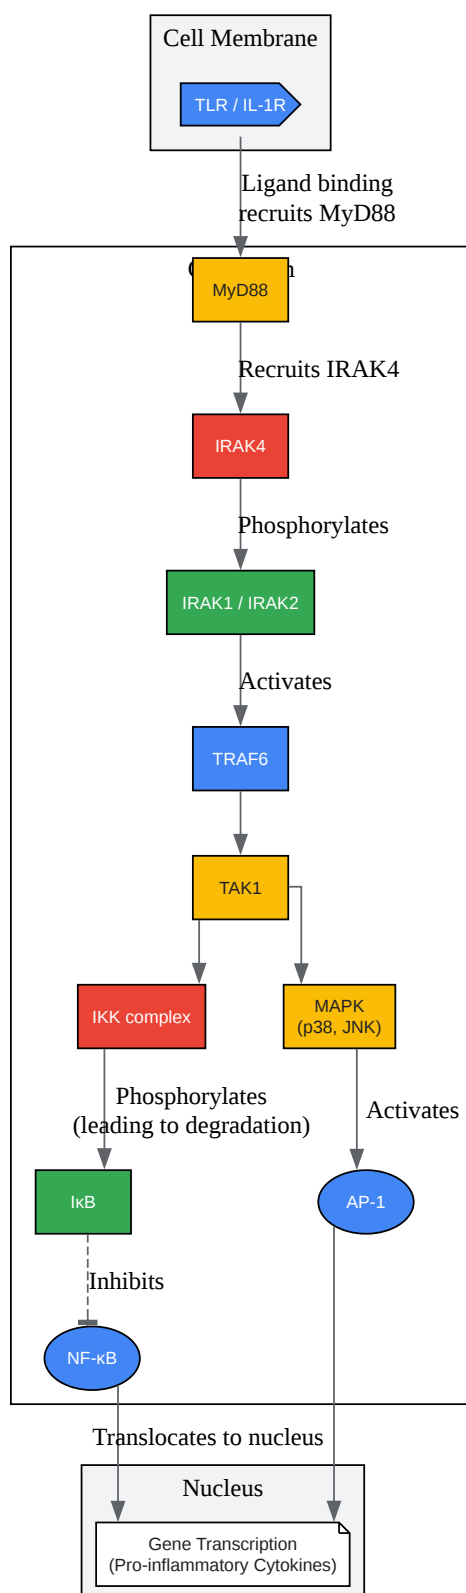 Cell Membrane
TLR / IL-1R
Ligand binding
recruits MyD88
MyD88
Recruits IRAK4
IRAK4
Phosphorylates
IRAK1 / IRAK2
Activates
TRAF6
TAK1
IKK complex
MAPK
(p38, JNK)
Phosphorylates
(leading to degradation)
Activates
IκB
AP-1
Inhibits
NF-κB
Translocates to nucleus
Nucleus
Gene Transcription
(Pro-inflammatory Cytokines)